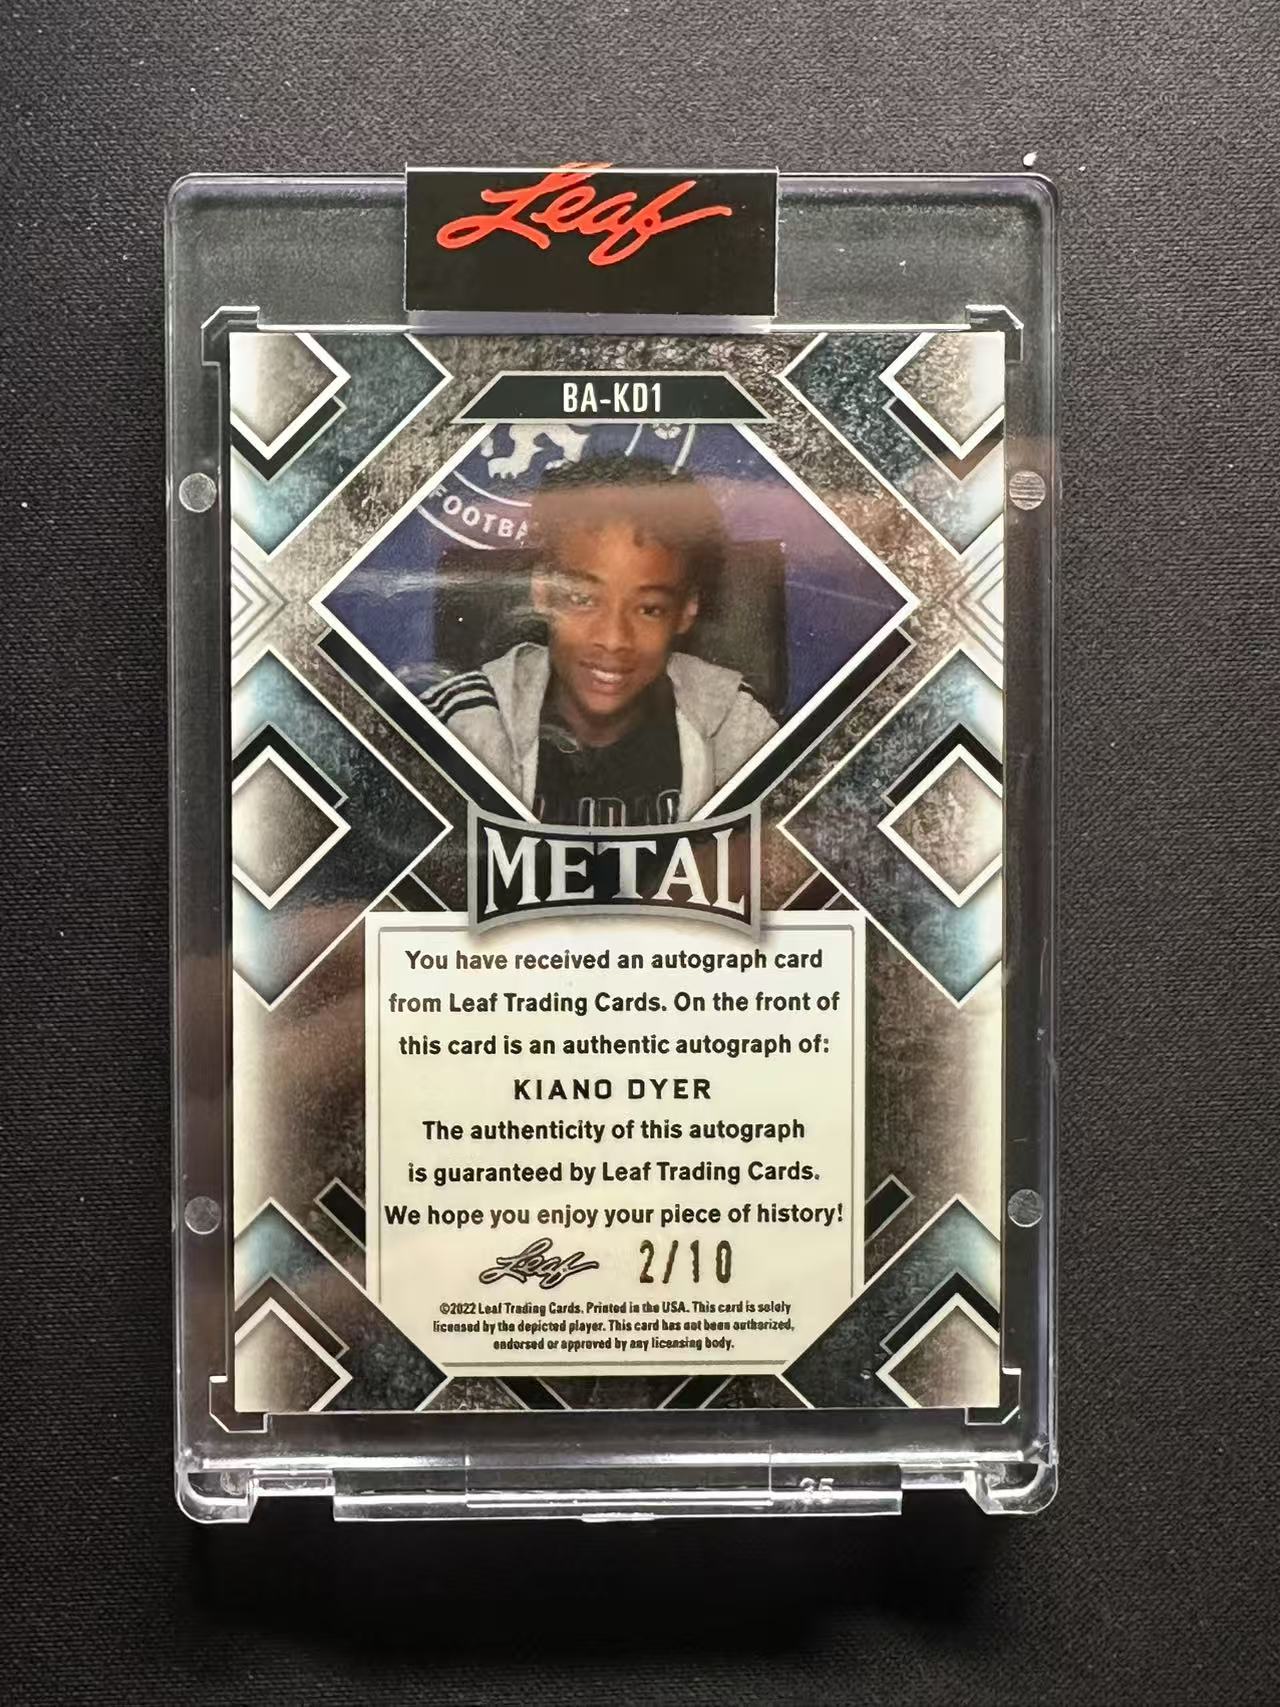 Leaf
BA-KD1
FOOTBA
METAL
You have received an autograph card
from Leaf Trading Cards. On the front of
this card is an authentic autograph of:
KIANO DYER
The authenticity of this autograph
is guaranteed by Leaf Trading Cards.
We hope you enjoy your piece of history!
Leaf 2/10
©2022 Leaf Trading Cards. Printed in the USA. This card is solely
licensed by the depicted player. This card has not been authorized,
endorsed or approved by any licensing body.
35